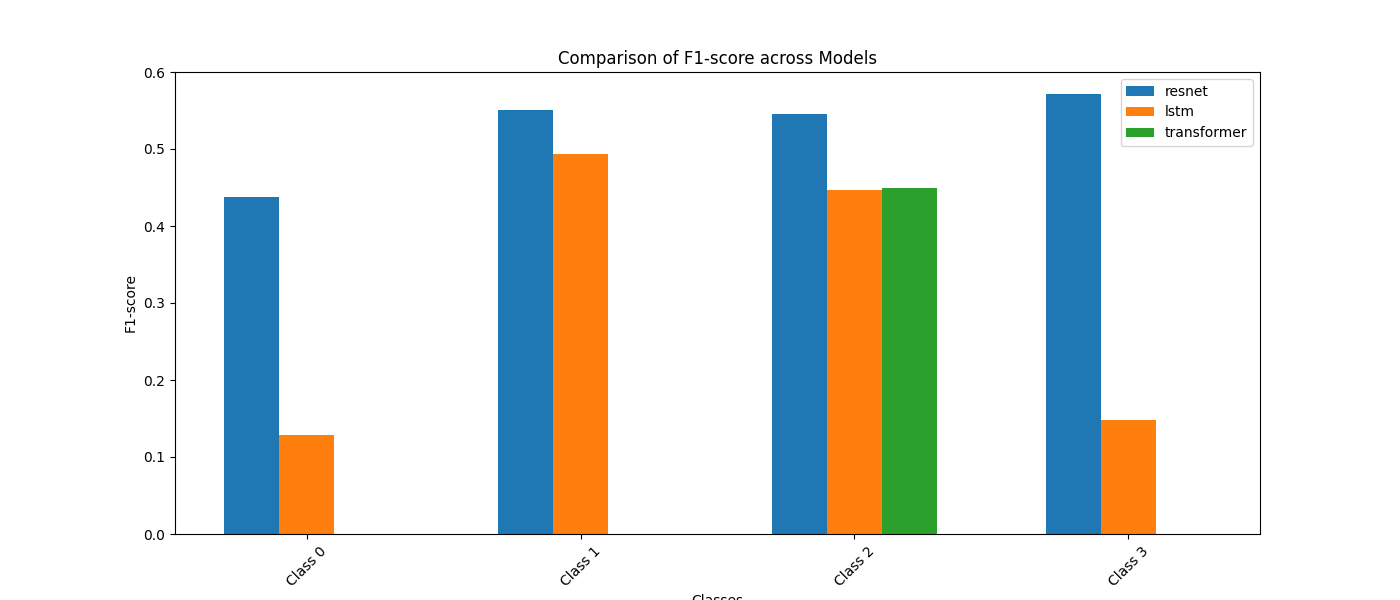 Comparison of F1-score across Models
resnet
lstm
transformer
F1-score
0.6
0.5
0.4
0.3
0.2
0.1
0.0
Class 0
Class 1
Class 2
Class 3
Classes